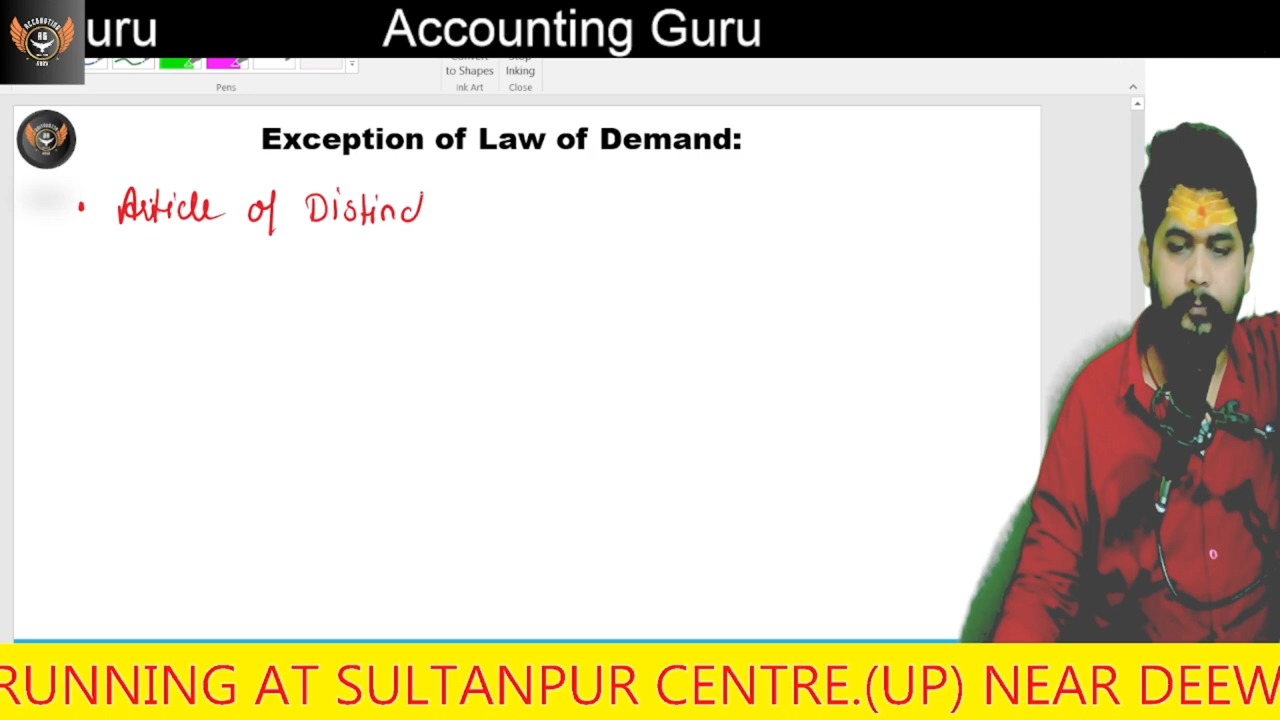 uru Accounting Guru
to Shapes Inking
Pens Ink Art Close
Exception of Law of Demand:
• Article of Distinc
RUNNING AT SULTANPUR CENTRE.(UP) NEAR DEEW